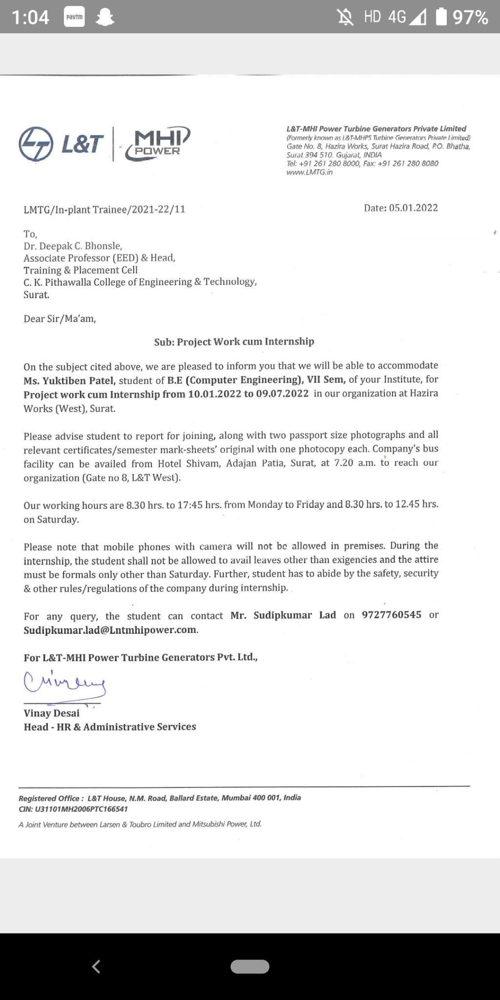 1:04 paytm HD 4G 97%
L&T MHI POWER
L&T-MHI Power Turbine Generators Private Limited
(Formerly known as L&T-MHPS Turbine Generators Private Limited)
Gate No. 8, Hazira Works, Surat Hazira Road, P.O. Bhatha,
Surat 394 510. Gujarat, INDIA
Tel: +91 261 280 8000, Fax: +91 261 280 8080
www.LMTG.in
LMTG/In-plant Trainee/2021-22/11
Date: 05.01.2022
To,
Dr. Deepak C. Bhonsle,
Associate Professor (EED) & Head,
Training & Placement Cell
C. K. Pithawalla College of Engineering & Technology,
Surat.
Dear Sir/Ma'am,
Sub: Project Work cum Internship
On the subject cited above, we are pleased to inform you that we will be able to accommodate
Ms. Yuktiben Patel, student of B.E (Computer Engineering), VII Sem, of your Institute, for
Project work cum Internship from 10.01.2022 to 09.07.2022 in our organization at Hazira
Works (West), Surat.
Please advise student to report for joining, along with two passport size photographs and all
relevant certificates/semester mark-sheets' original with one photocopy each. Company's bus
facility can be availed from Hotel Shivam, Adajan Patia, Surat, at 7.20 a.m. to reach our
organization (Gate no 8, L&T West).
Our working hours are 8.30 hrs. to 17:45 hrs. from Monday to Friday and 8.30 hrs. to 12.45 hrs.
on Saturday.
Please note that mobile phones with camera will not be allowed in premises. During the
internship, the student shall not be allowed to avail leaves other than exigencies and the attire
must be formals only other than Saturday. Further, student has to abide by the safety, security
& other rules/regulations of the company during internship.
For any query, the student can contact Mr. Sudipkumar Lad on 9727760545 or
Sudipkumar.lad@Lntmhipower.com.
For L&T-MHI Power Turbine Generators Pvt. Ltd.,
Vinay Desai
Head - HR & Administrative Services
Registered Office : L&T House, N.M. Road, Ballard Estate, Mumbai 400 001, India
CIN: U31101MH2006PTC166541
A Joint Venture between Larsen & Toubro Limited and Mitsubishi Power, Ltd.